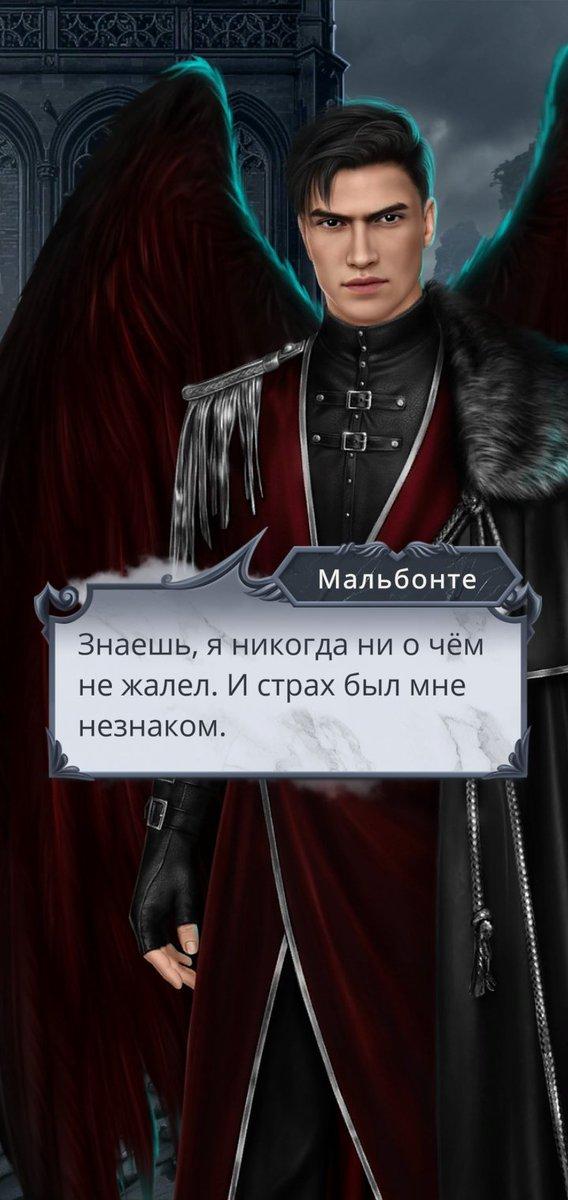 Мальбонте
Знаешь, я никогда ни о чём
не жалел. И страх был мне
незнаком.